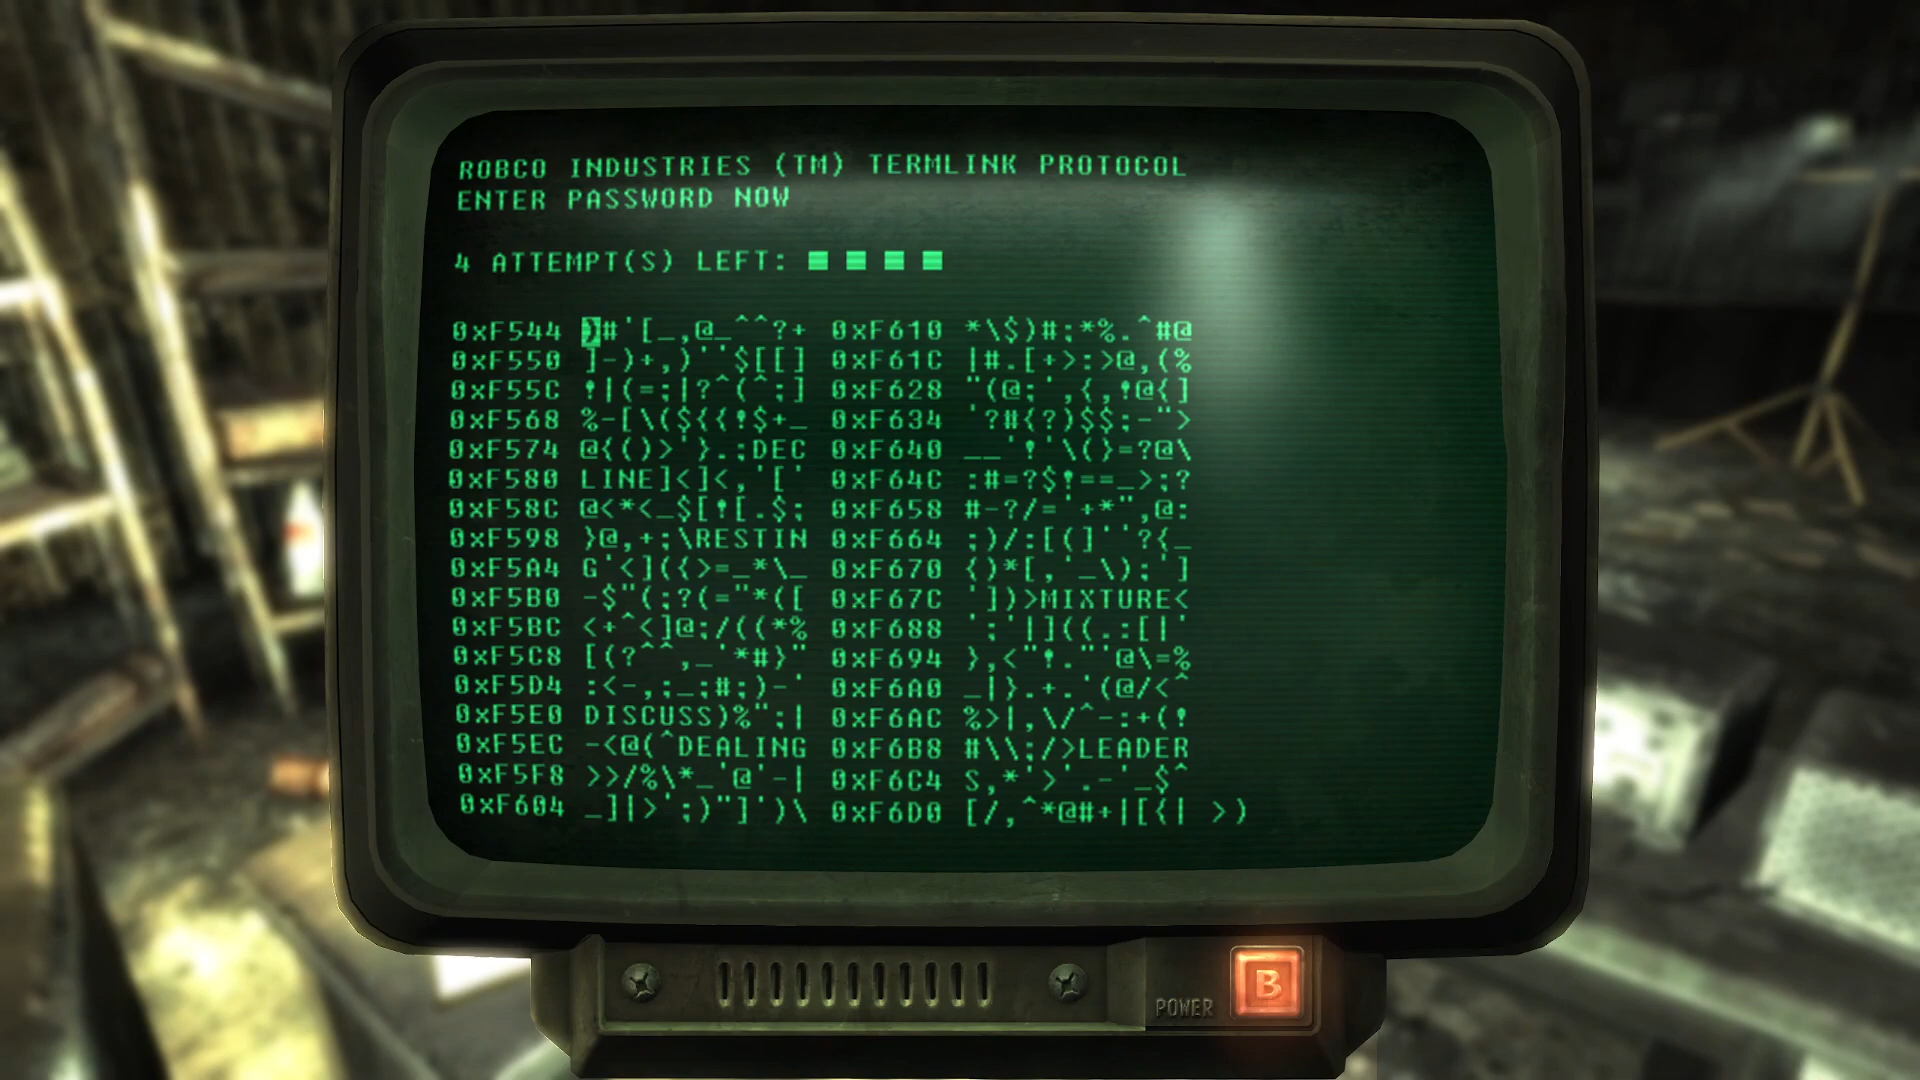 ROBCO INDUSTRIES (TM) TERMLINK PROTOCOL
ENTER PASSWORD NOW
4 ATTEMPT(S) LEFT: ■ ■ ■ ■
0xF544 )#'[_,@_^^?+ 0xF610 *\$)#;*%.^#@
0xF550 ]-)+,)''$[[] 0xF61C |#.[+>:>@,(%
0xF55C !|(=;|?^(^;] 0xF628 "(@;',{,!@{]
0xF568 %-[\($({!$+_ 0xF634 '?#{?)$$;-">
0xF574 @{()>'}.;DEC 0xF640 __'!'\()=?@\
0xF580 LINE]<]<,'[' 0xF64C :#=?$!==_>;?
0xF58C @<*<_$[![.$; 0xF658 #-?/='+*",@:
0xF598 }@,+;\RESTIN 0xF664 ;)/:[(]''?{_
0xF5A4 G'<]({>=_*\_ 0xF670 {)*[,'_\);']
0xF5B0 -$"(;?(="*([ 0xF67C '])>MIXTURE<
0xF5BC <+^<]@;/((*% 0xF688 ';'|]((.:[|'
0xF5C8 [(?^^,_'*#}" 0xF694 },<"!."'@\=%
0xF5D4 :<-,;_;#;)-' 0xF6A0 _|}.+.'(@/<^
0xF5E0 DISCUSS)%";| 0xF6AC %>|,\/^-:+(!
0xF5EC -<@(^DEALING 0xF6B8 #\\;/>LEADER
0xF5F8 >>/%\*_'@'-| 0xF6C4 S,*'>'.-'_$^
0xF604 _]|>';)"]')\ 0xF6D0 [/,^*@#+|[{| >)
POWER
B